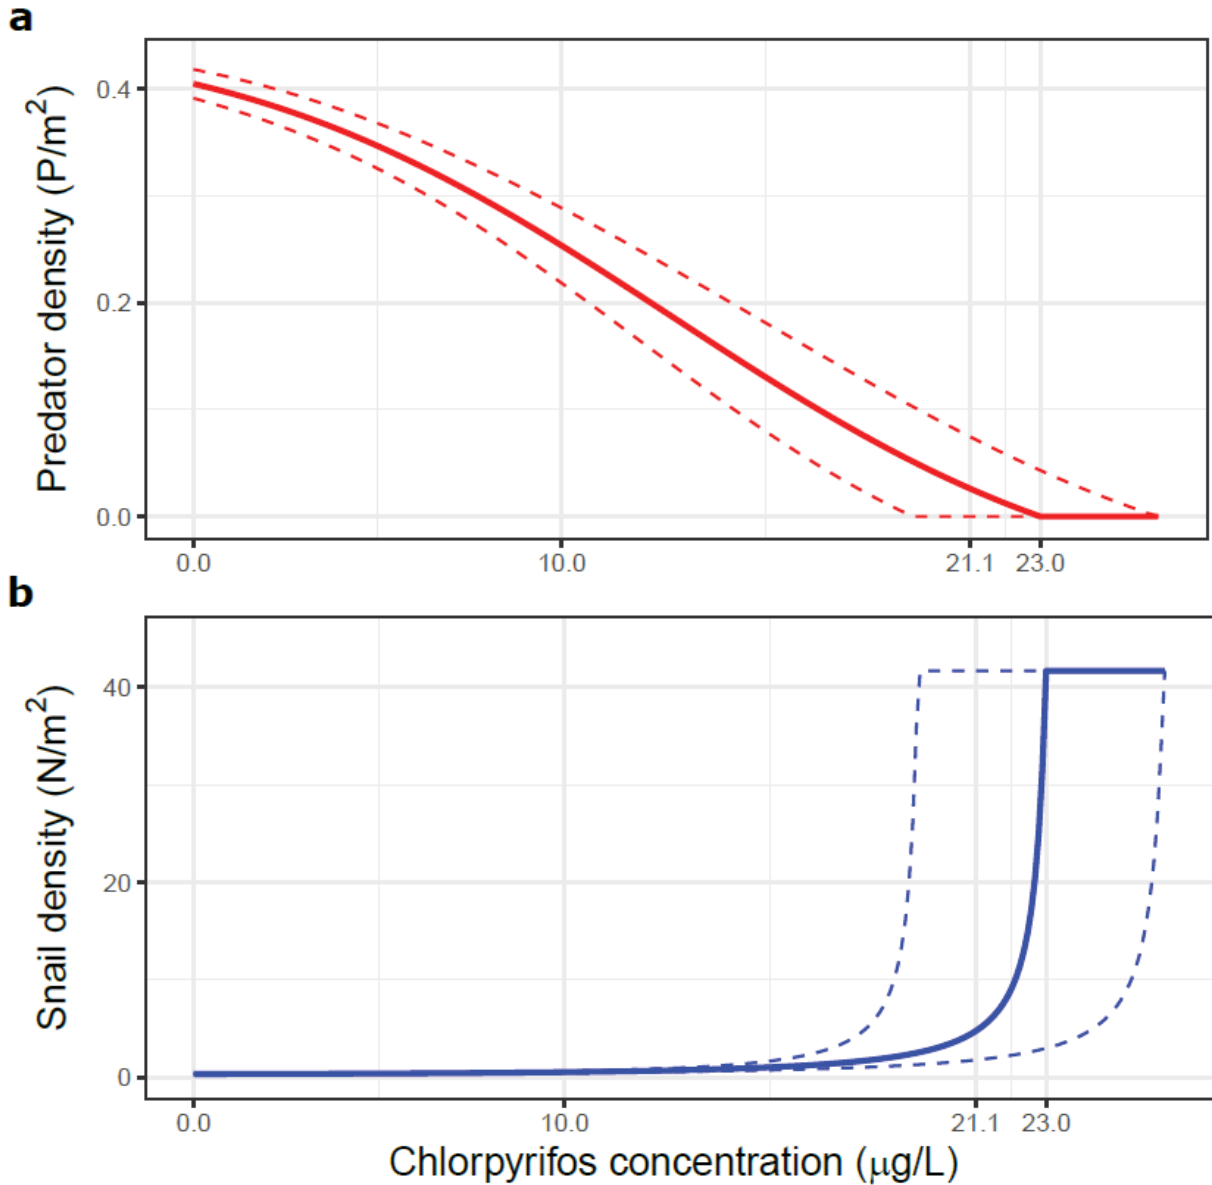 a
Predator density (P/m²)
0.4
0.2
0.0
0.0 10.0 21.1 23.0
b
Snail density (N/m²)
40
20
0
0.0 10.0 21.1 23.0
Chlorpyrifos concentration (μg/L)